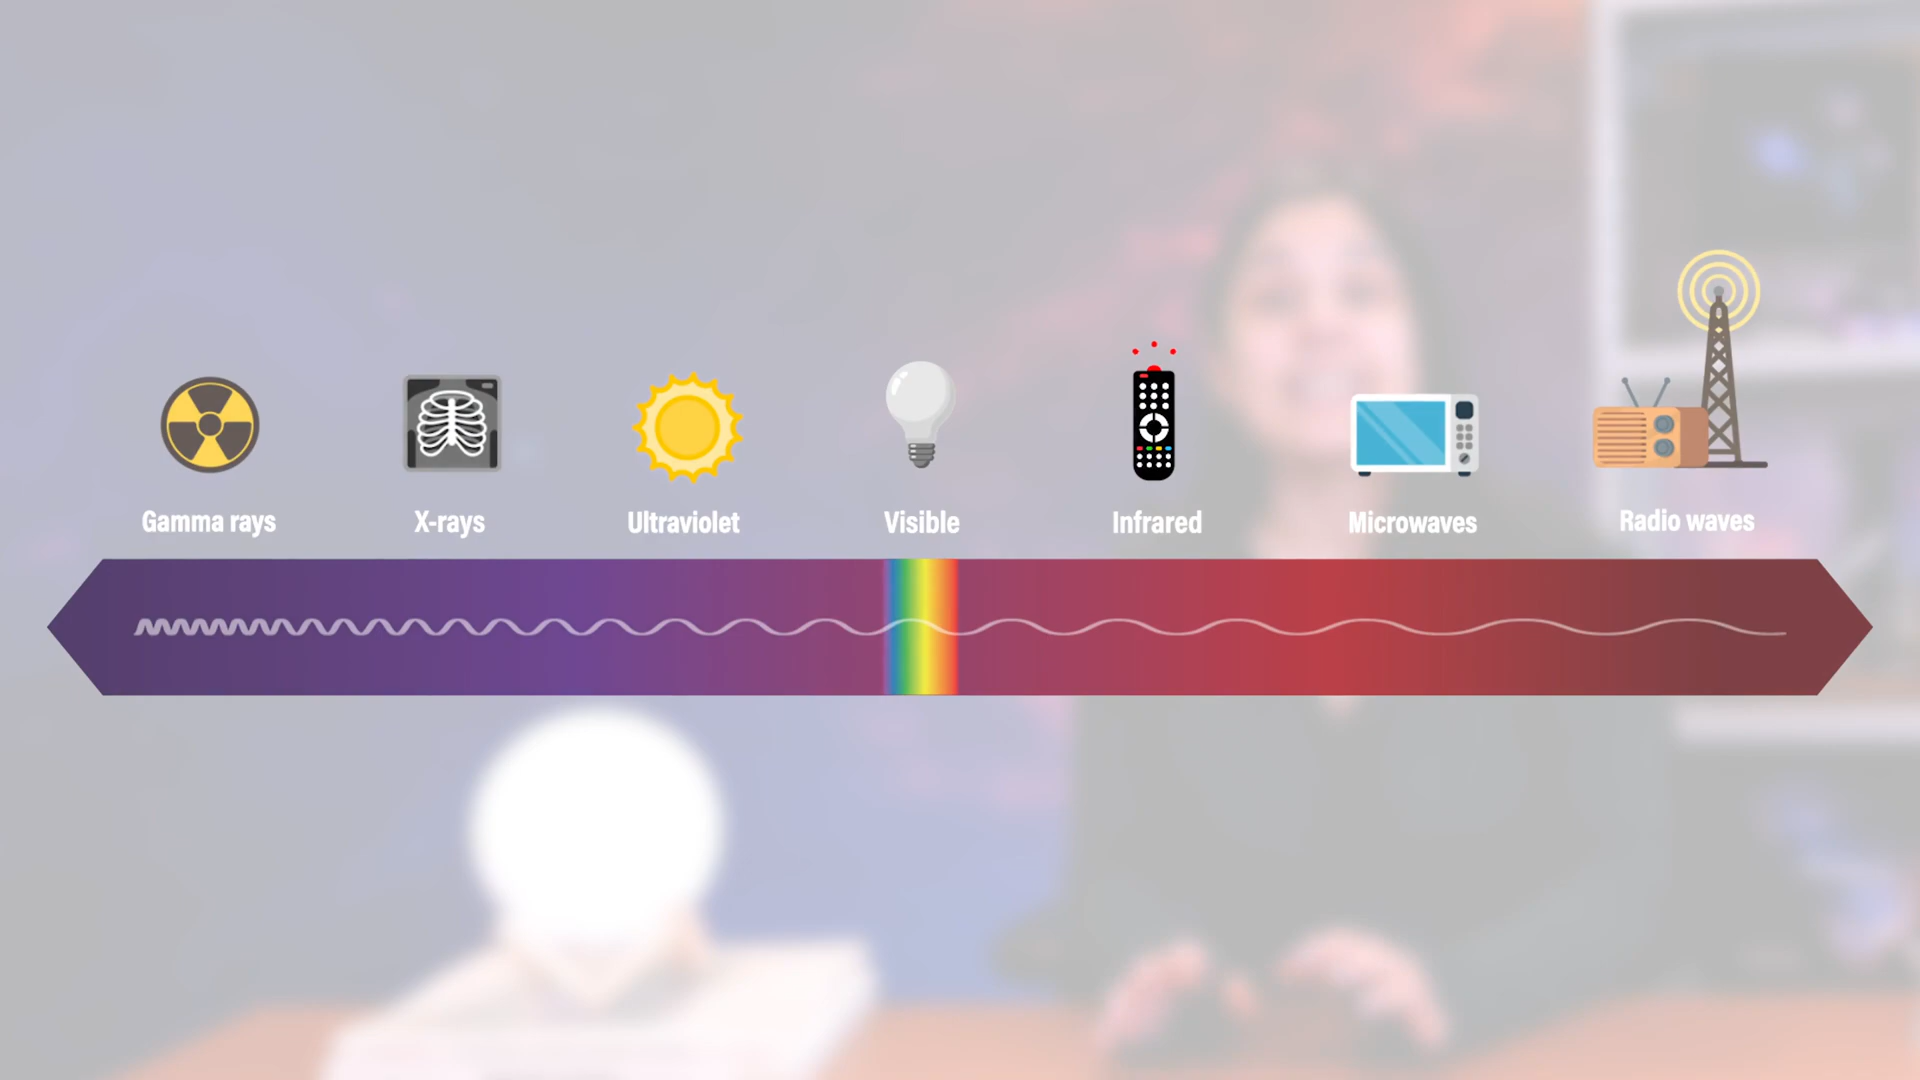 Gamma rays
X-rays
Ultraviolet
Visible
Infrared
Microwaves
Radio waves